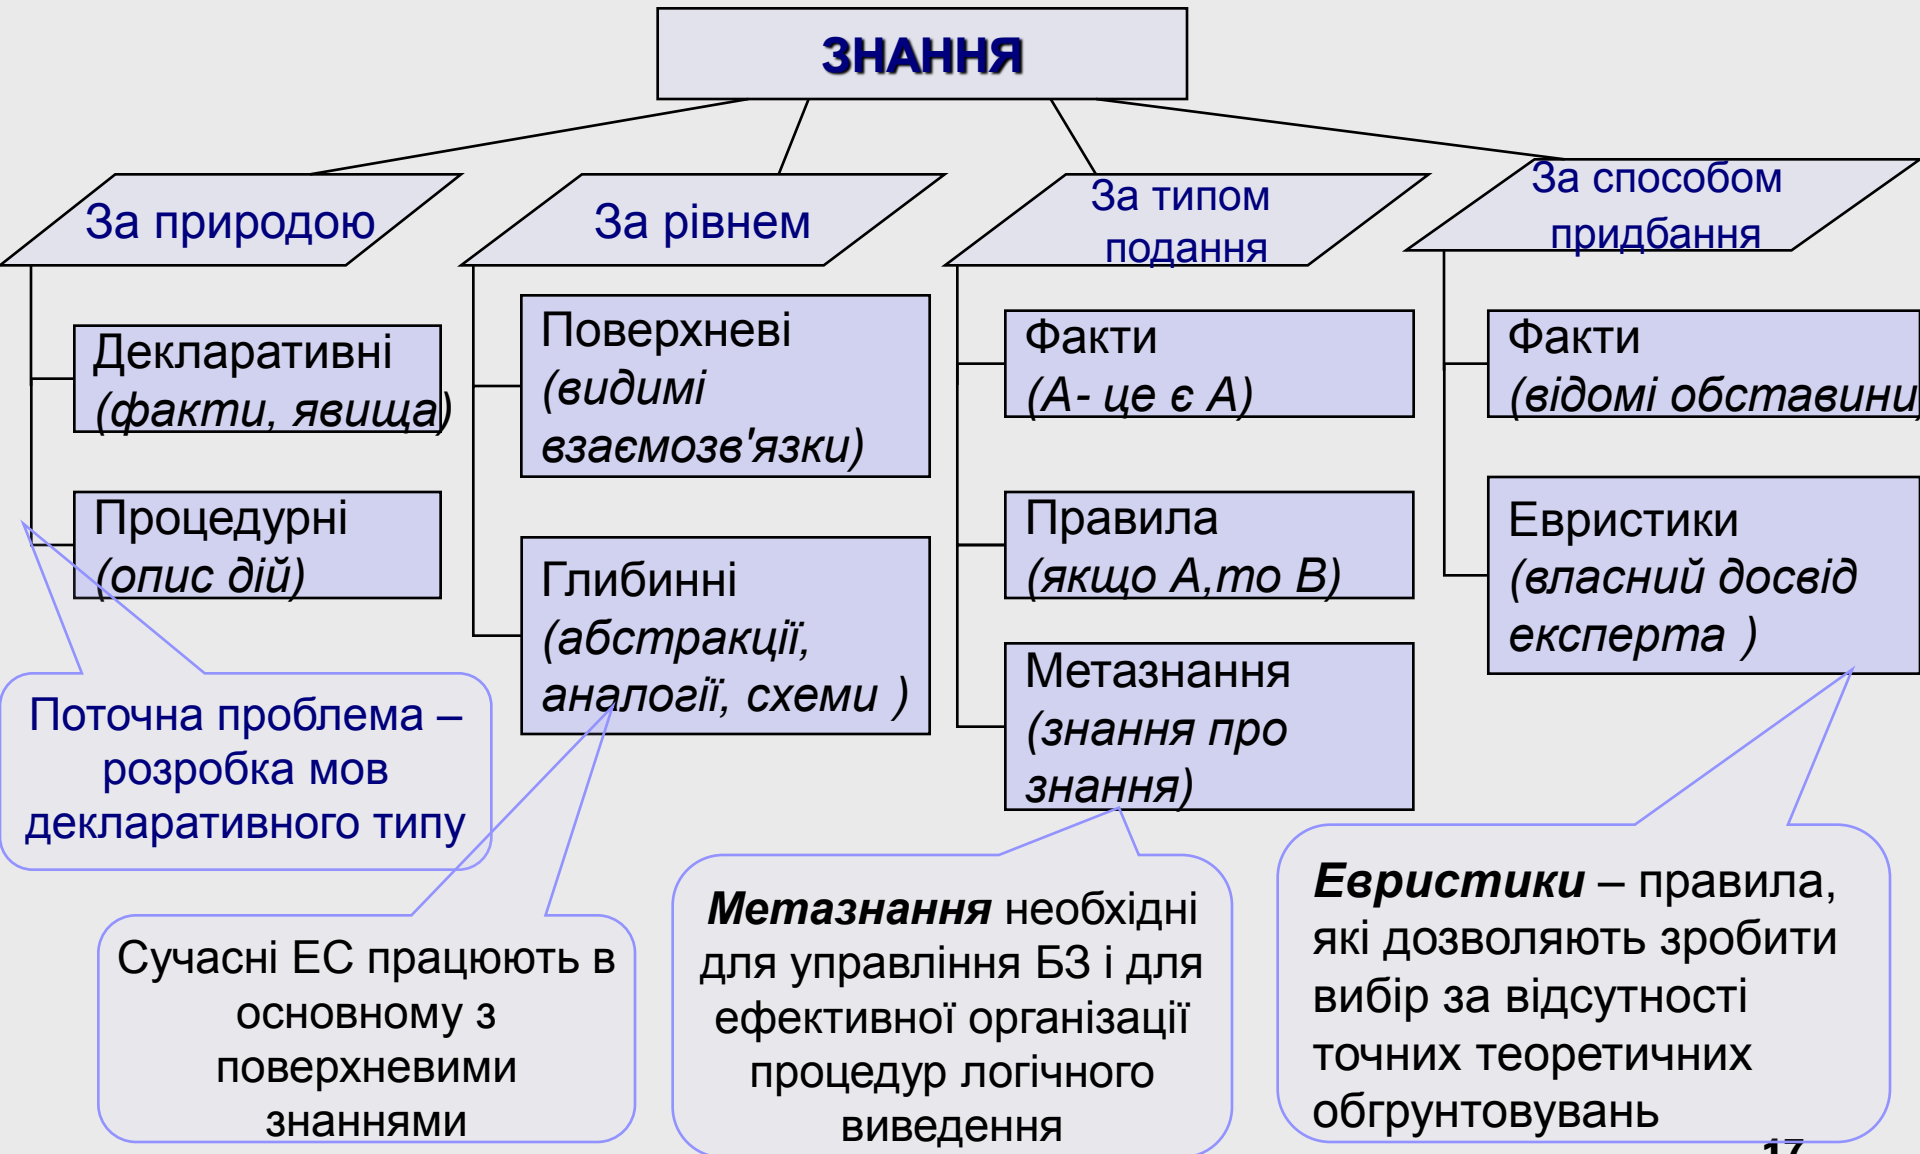 ЗНАННЯ
За природою
За рівнем
За типом
подання
За способом
придбання
Декларативні
(факти, явища)
Процедурні
(опис дій)
Поверхневі
(видимі
взаємозв'язки)
Глибинні
(абстракції,
аналогії, схеми )
Факти
(А- це є А)
Правила
(якщо А,то В)
Метазнання
(знання про
знання)
Факти
(відомі обставини)
Евристики
(власний досвід
експерта )
Поточна проблема –
розробка мов
декларативного типу
Сучасні ЕС працюють в
основному з
поверхневими
знаннями
Метазнання необхідні
для управління БЗ і для
ефективної організації
процедур логічного
виведення
Евристики – правила,
які дозволяють зробити
вибір за відсутності
точних теоретичних
обгрунтовувань
17